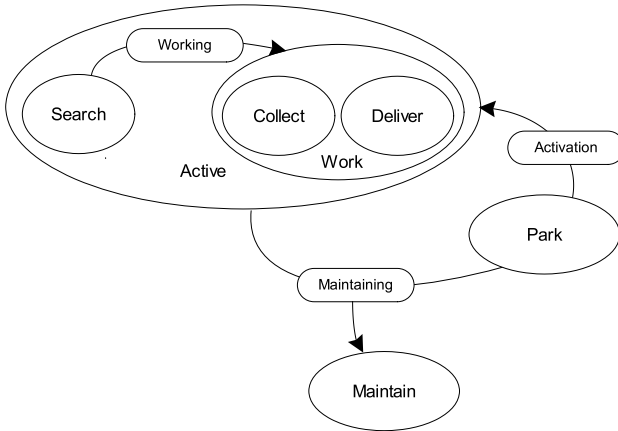 Working
Search
Collect
Deliver
Work
Active
Activation
Park
Maintaining
Maintain